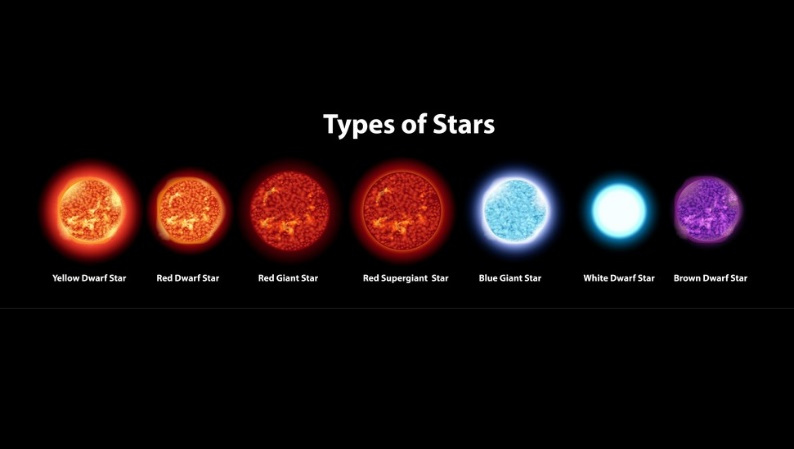 Types of Stars
Yellow Dwarf Star
Red Dwarf Star
Red Giant Star
Red Supergiant Star
Blue Giant Star
White Dwarf Star
Brown Dwarf Star